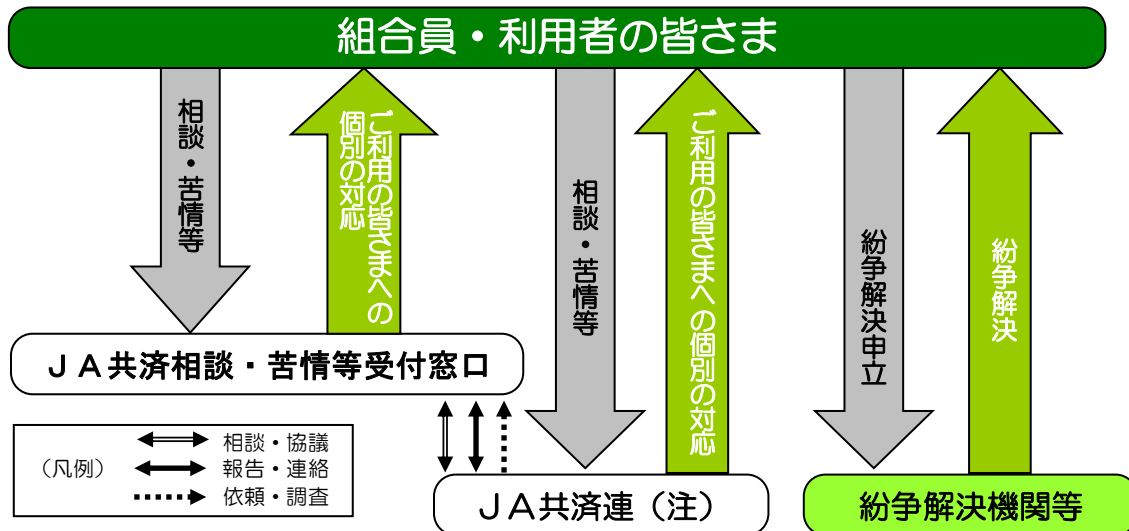 組合員・利用者の皆さま
相談・苦情等
ご利用の皆さまへの
個別の対応
相談・苦情等
ご利用の皆さまへの個別の対応
紛争解決申立
紛争解決
ＪＡ共済相談・苦情等受付窓口
（凡例）
相談・協議
報告・連絡
依頼・調査
ＪＡ共済連（注）
紛争解決機関等